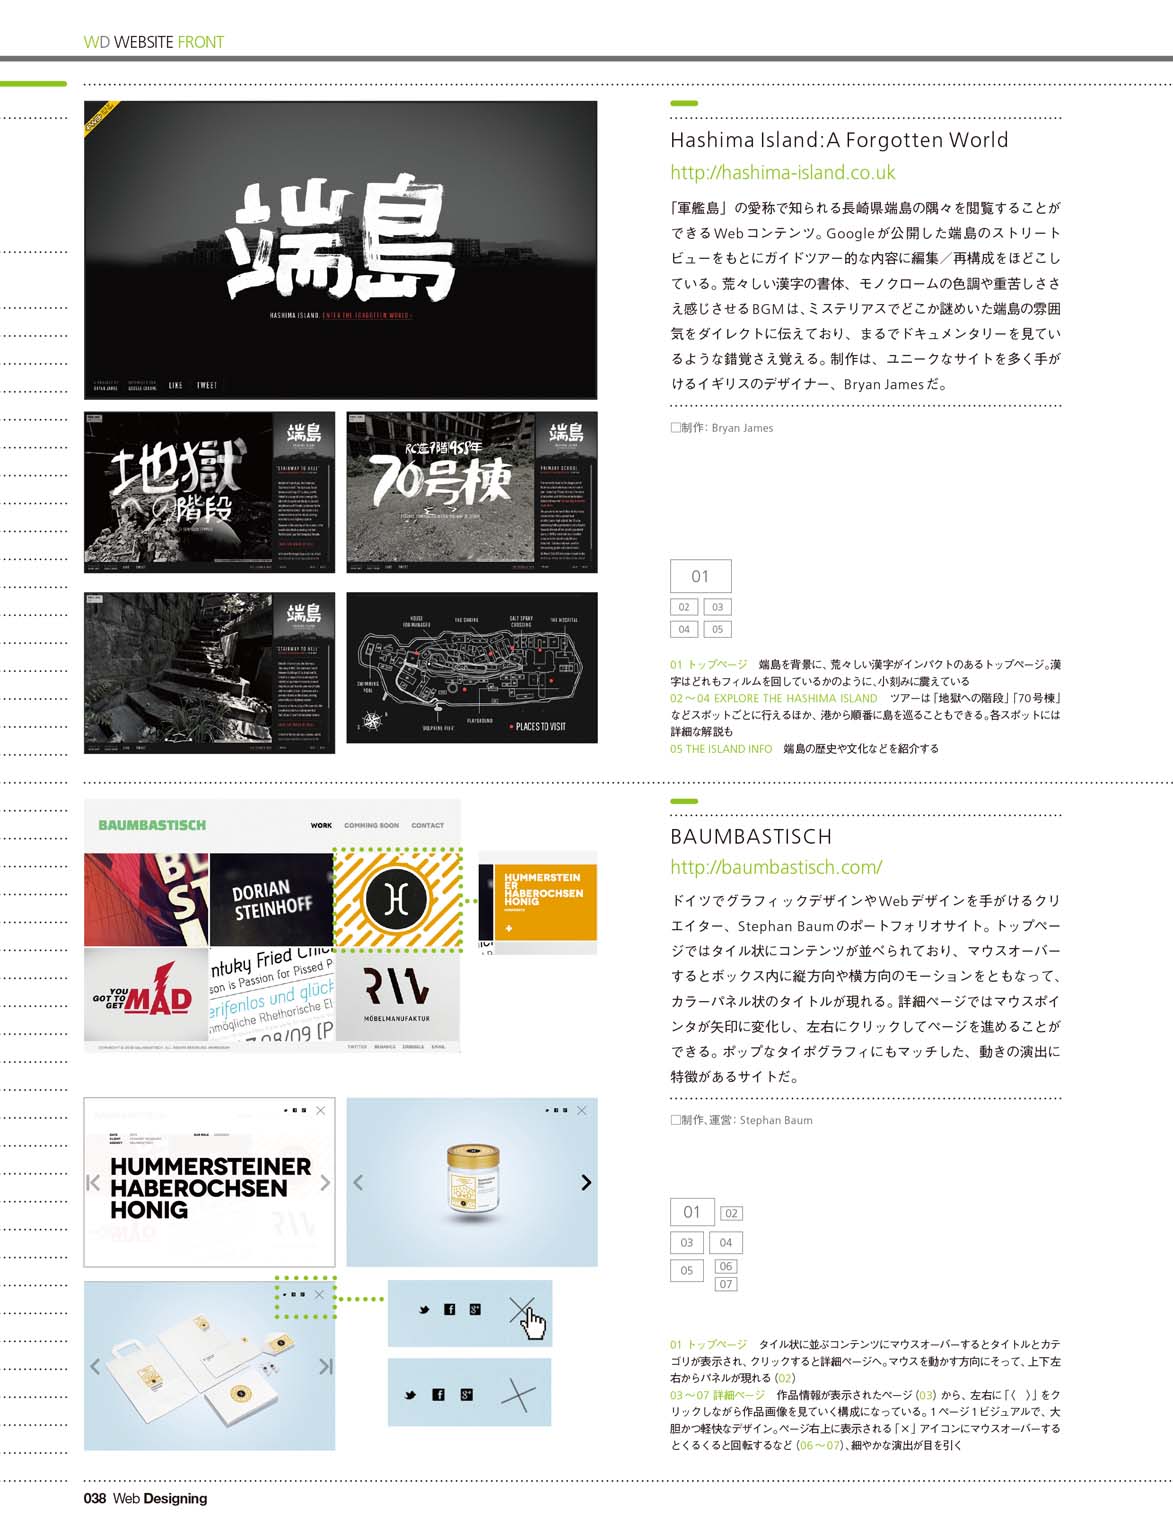 WD WEBSITE FRONT
端島
HASHIMA ISLAND. ENTER THE FORGOTTEN WORLD
BRYAN JAMES
GOOGLE CHROME
LIKE
TWEET
地獄
の階段
端島
"STAIRWAY TO HELL"
70号棟
端島
PRIMARY SCHOOL
端島
"STAIRWAY TO HELL"
HOUSE
FOR MANAGER
THE SHRINE
SALT SPRAY
CROSSING
THE HOSPITAL
SWIMMING
POOL
PLAYGROUND
PLACES TO VISIT
Hashima Island:A Forgotten World
http://hashima-island.co.uk
「軍艦島」の愛称で知られる長崎県端島の隅々を閲覧することが
できるWebコンテンツ。Googleが公開した端島のストリート
ビューをもとにガイドツアー的な内容に編集／再構成をほどこし
ている。荒々しい漢字の書体、モノクロームの色調や重苦しささ
え感じさせるBGMは、ミステリアスでどこか謎めいた端島の雰囲
気をダイレクトに伝えており、まるでドキュメンタリーを見てい
るような錯覚さえ覚える。制作は、ユニークなサイトを多く手が
けるイギリスのデザイナー、Bryan Jamesだ。
□制作：Bryan James
01
02 03
04 05
01 トップページ　端島を背景に、荒々しい漢字がインパクトのあるトップページ。漢
字はどれもフィルムを回しているかのように、小刻みに震えている
02～04 EXPLORE THE HASHIMA ISLAND　ツアーは「地獄への階段」「70号棟」
などスポットごとに行えるほか、港から順番に島を巡ることもできる。各スポットには
詳細な解説も
05 THE ISLAND INFO　端島の歴史や文化などを紹介する
BAUMBASTISCH
WORK
COMMING SOON
CONTACT
BL
ST
DORIAN
STEINHOFF
H
HUMMERSTEIN
ER
HABEROCHSEN
HONIG
+
YOU
GOT TO
GET MAD
ntuky Fried Chic
son is Passion for Pissed P
erifenlos und glück
nmögliche Rhethorische El
MÖBELMANUFAKTUR
TWITTER
BEHANCE
DRIBBBLE
EMAIL
HUMMERSTEINER
HABEROCHSEN
HONIG
BAUMBASTISCH
http://baumbastisch.com/
ドイツでグラフィックデザインやWebデザインを手がけるクリ
エイター、Stephan Baumのポートフォリオサイト。トップペー
ジではタイル状にコンテンツが並べられており、マウスオーバー
するとボックス内に縦方向や横方向のモーションをともなって、
カラーパネル状のタイトルが現れる。詳細ページではマウスポイ
ンタが矢印に変化し、左右にクリックしてページを進めることが
できる。ポップなタイポグラフィにもマッチした、動きの演出に
特徴があるサイトだ。
□制作、運営：Stephan Baum
01 02
03 04
05 06
07
01 トップページ　タイル状に並ぶコンテンツにマウスオーバーするとタイトルとカテ
ゴリが表示され、クリックすると詳細ページへ。マウスを動かす方向にそって、上下左
右からパネルが現れる（02）
03～07 詳細ページ　作品情報が表示されたページ（03）から、左右に「〈　〉」をク
リックしながら作品画像を見ていく構成になっている。1ページ1ビジュアルで、大
胆かつ軽快なデザイン。ページ右上に表示される「×」アイコンにマウスオーバーする
とくるくると回転するなど（06～07）、細やかな演出が目を引く
038 Web Designing